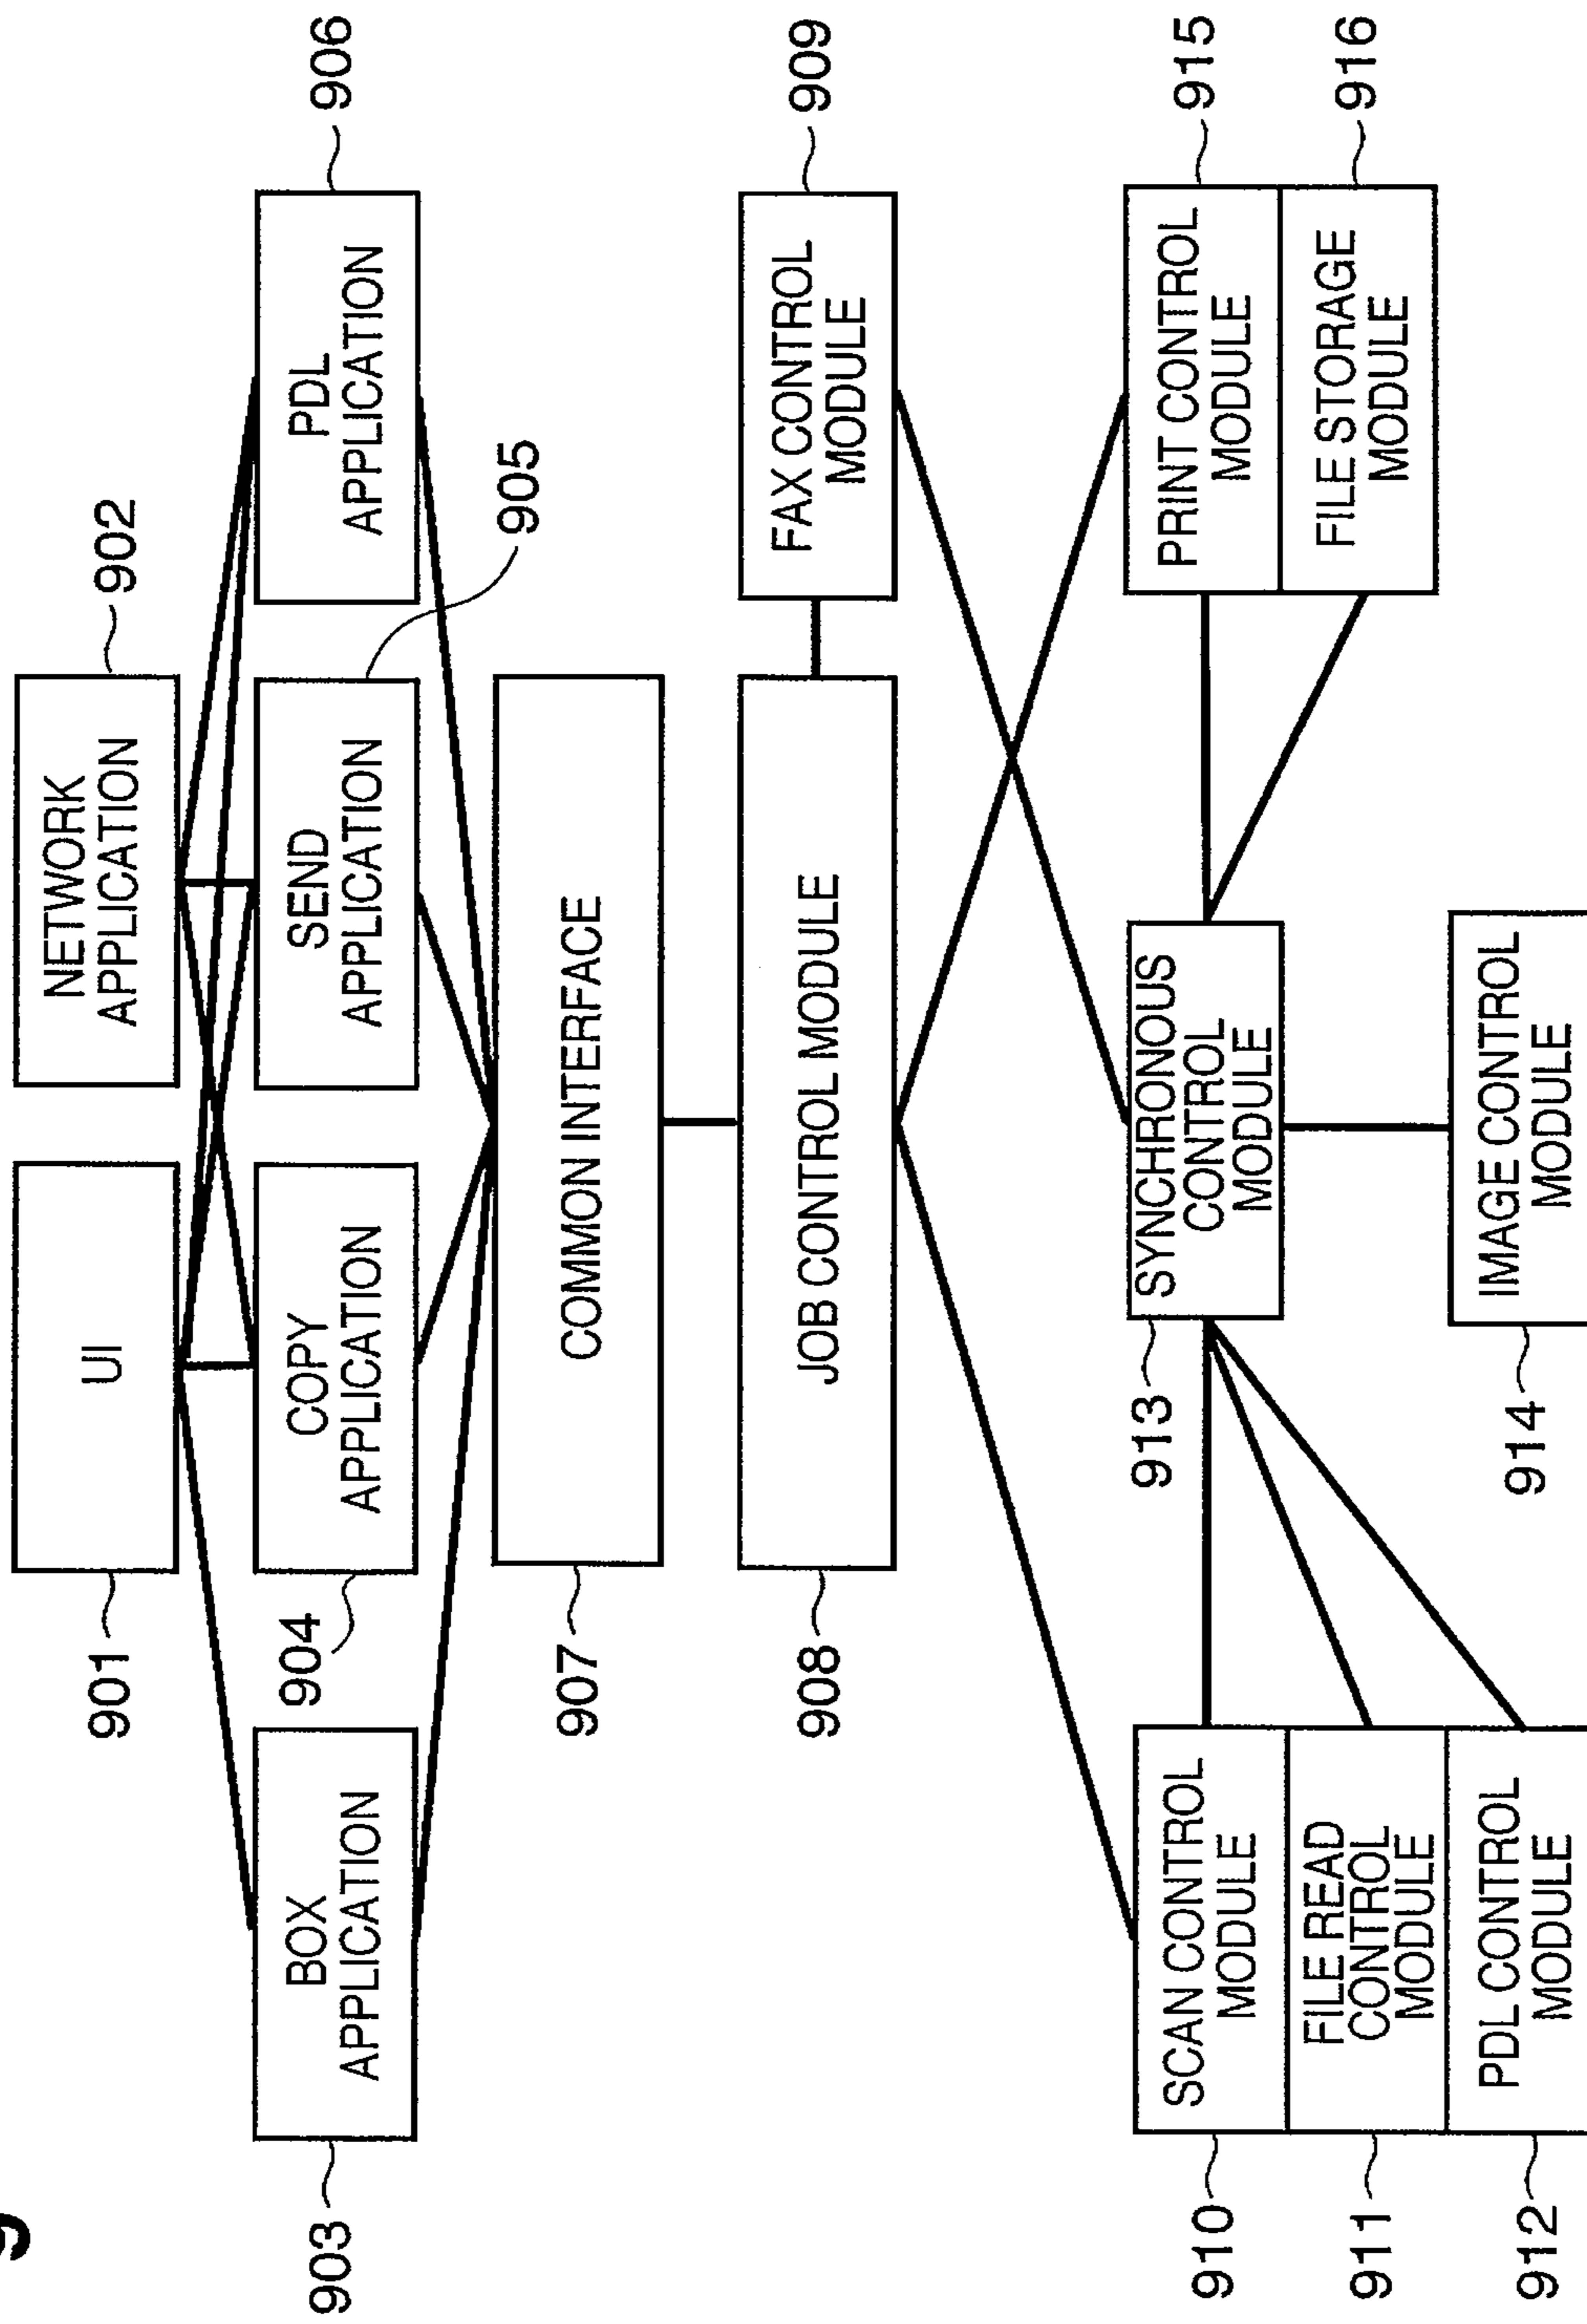 901
UI
NETWORK
APPLICATION
902
903
BOX
APPLICATION
904
COPY
APPLICATION
SEND
APPLICATION
905
PDL
APPLICATION
906
907
COMMON INTERFACE
908
JOB CONTROL MODULE
FAX CONTROL
MODULE
909
910
SCAN CONTROL
MODULE
911
FILE READ
CONTROL
MODULE
912
PDL CONTROL
MODULE
913
SYNCHRONOUS
CONTROL
MODULE
914
IMAGE CONTROL
MODULE
PRINT CONTROL
MODULE
915
FILE STORAGE
MODULE
916